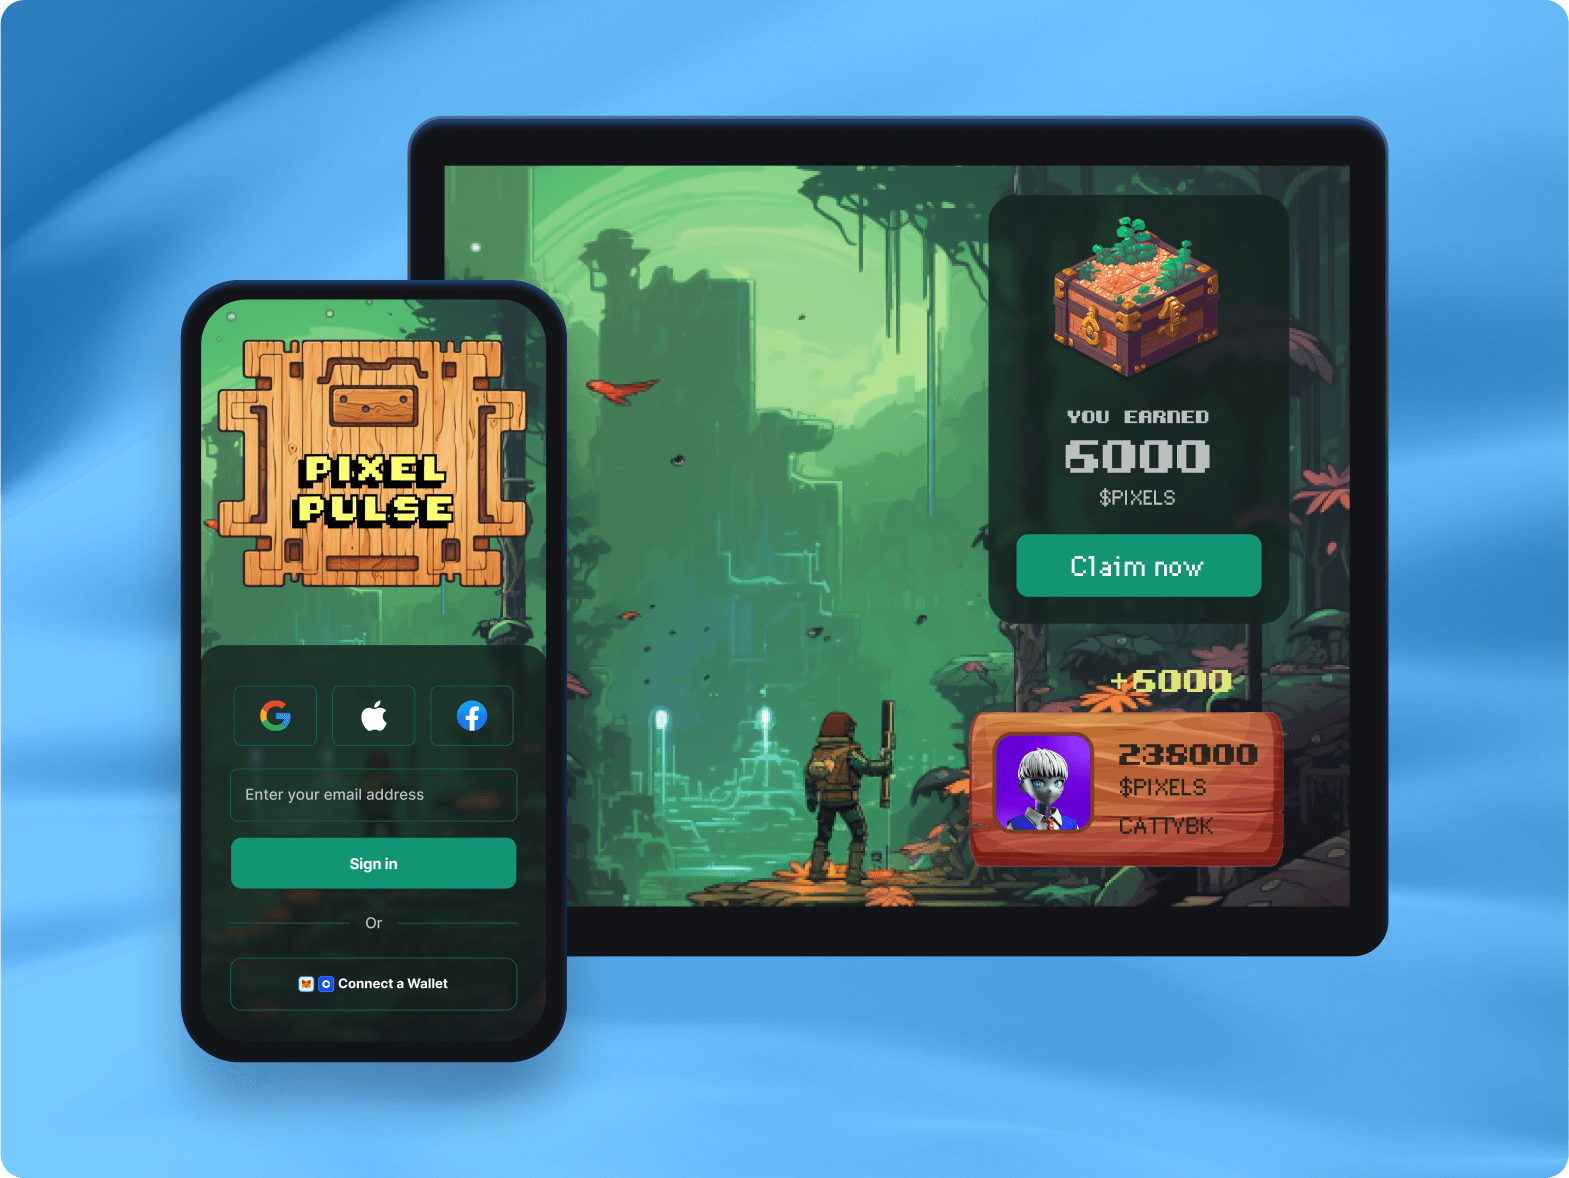 PIXEL
PULSE
Enter your email address
Sign in
Or
Connect a Wallet
YOU EARNED
6000
$PIXELS
Claim now
+6000
238000
$PIXELS
CATTYBK